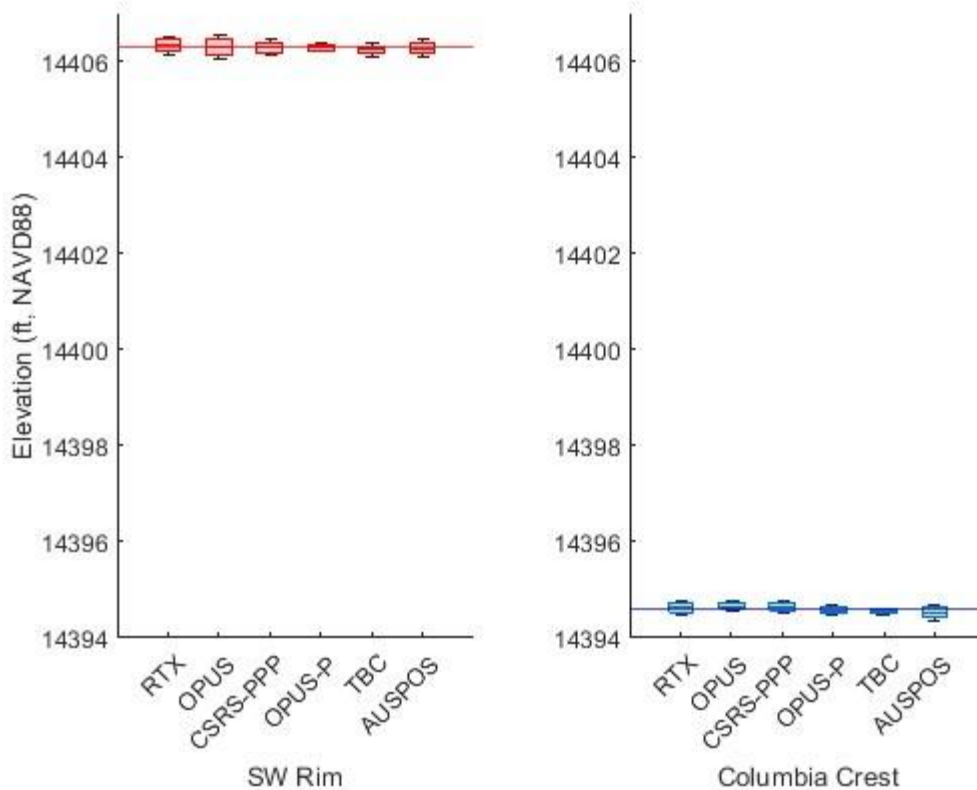 Elevation (ft, NAVD88)
14406
14404
14402
14400
14398
14396
14394
RTX
OPUS
CSRS-PPP
OPUS-P
TBC
AUSPOS
SW Rim
14406
14404
14402
14400
14398
14396
14394
RTX
OPUS
CSRS-PPP
OPUS-P
TBC
AUSPOS
Columbia Crest